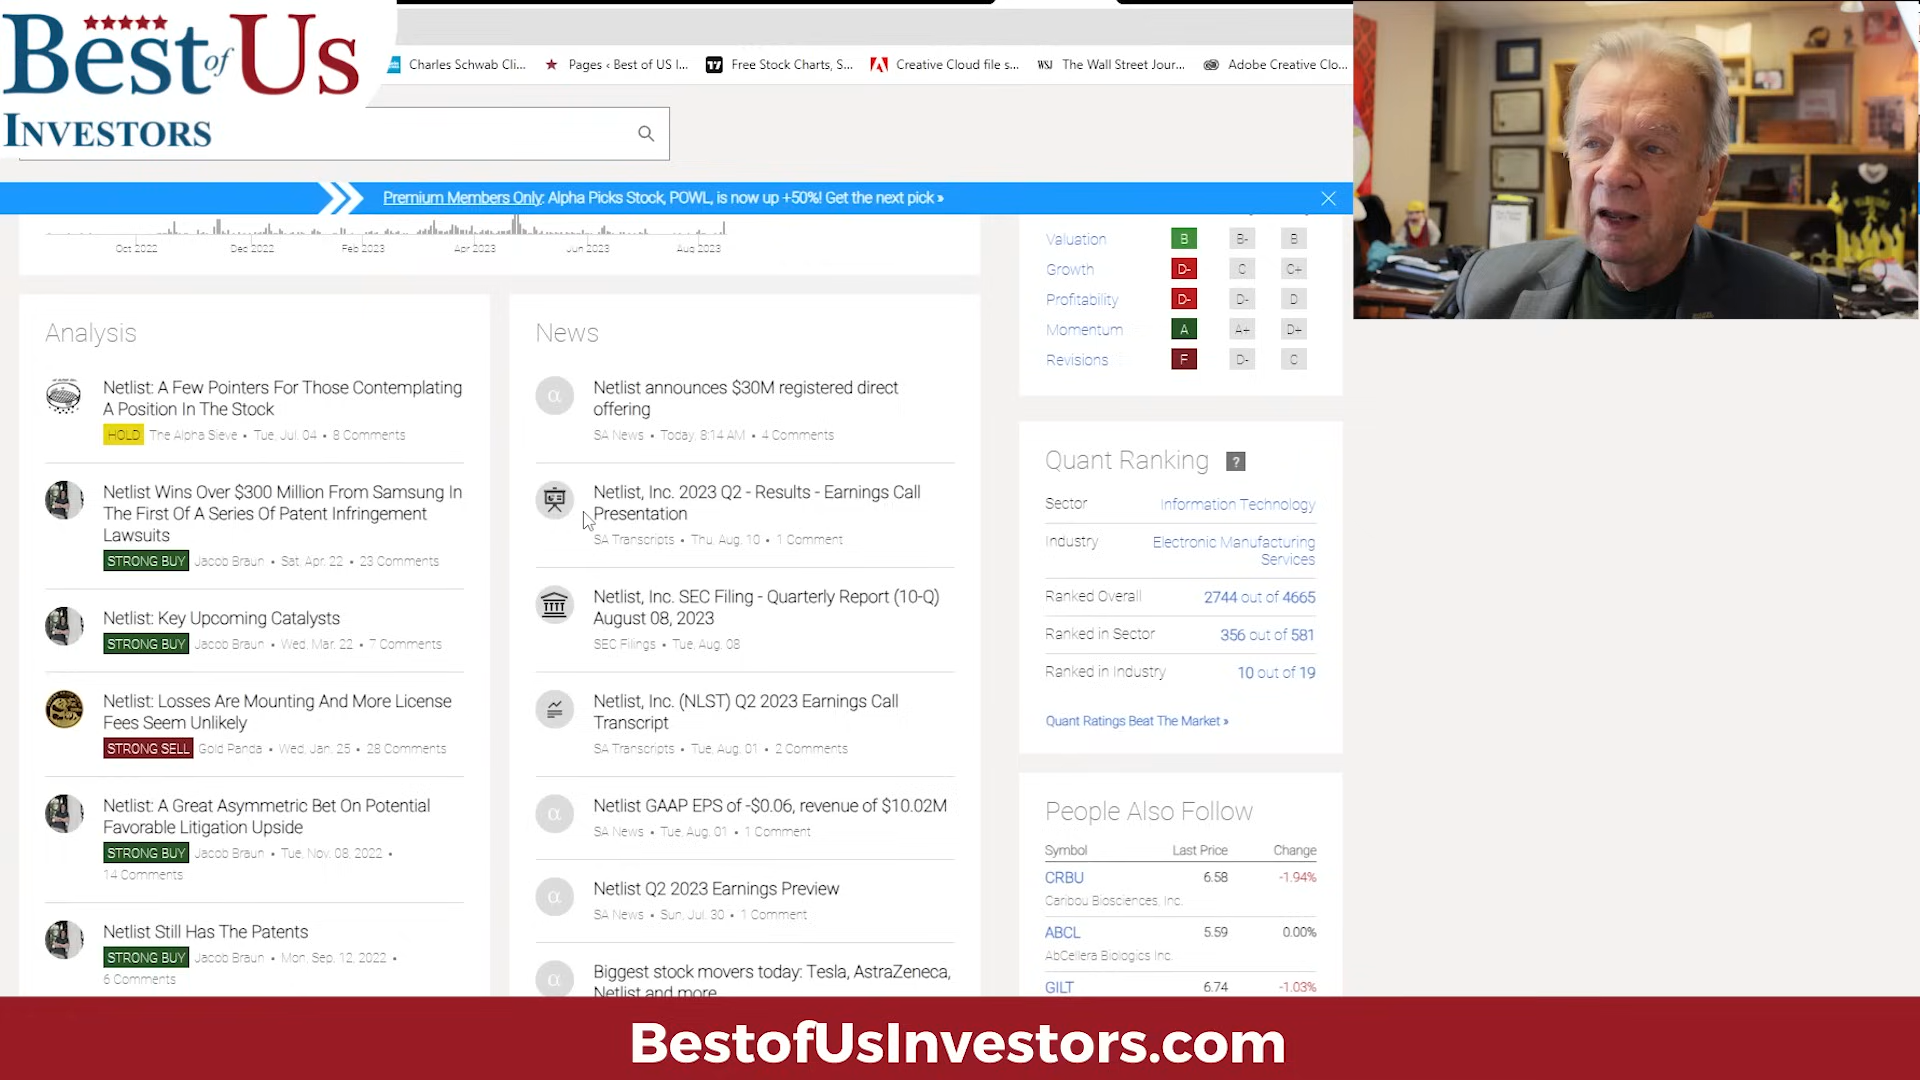 Best of Us
INVESTORS
Charles Schwab Cli...
Pages ‹ Best of US I...
Free Stock Charts, S...
Creative Cloud file s...
WSJ The Wall Street Jour...
Adobe Creative Clo...
Premium Members Only: Alpha Picks Stock, POWL, is now up +50%! Get the next pick »
Oct 2022 Dec 2022 Feb 2023 Apr 2023 Jun 2023 Aug 2023
Analysis
Netlist: A Few Pointers For Those Contemplating
A Position In The Stock
HOLD The Alpha Sieve • Tue, Jul. 04 • 8 Comments
Netlist Wins Over $300 Million From Samsung In
The First Of A Series Of Patent Infringement
Lawsuits
STRONG BUY Jacob Braun • Sat, Apr. 22 • 23 Comments
Netlist: Key Upcoming Catalysts
STRONG BUY Jacob Braun • Wed, Mar. 22 • 7 Comments
Netlist: Losses Are Mounting And More License
Fees Seem Unlikely
STRONG SELL Gold Panda • Wed, Jan. 25 • 28 Comments
Netlist: A Great Asymmetric Bet On Potential
Favorable Litigation Upside
STRONG BUY Jacob Braun • Tue, Nov. 08, 2022 •
14 Comments
Netlist Still Has The Patents
STRONG BUY Jacob Braun • Mon, Sep. 12, 2022 •
6 Comments
News
Netlist announces $30M registered direct
offering
SA News • Today, 8:14 AM • 4 Comments
Netlist, Inc. 2023 Q2 - Results - Earnings Call
Presentation
SA Transcripts • Thu, Aug. 10 • 1 Comment
Netlist, Inc. SEC Filing - Quarterly Report (10-Q)
August 08, 2023
SEC Filings • Tue, Aug. 08
Netlist, Inc. (NLST) Q2 2023 Earnings Call
Transcript
SA Transcripts • Tue, Aug. 01 • 2 Comments
Netlist GAAP EPS of -$0.06, revenue of $10.02M
SA News • Tue, Aug. 01 • 1 Comment
Netlist Q2 2023 Earnings Preview
SA News • Sun, Jul. 30 • 1 Comment
Biggest stock movers today: Tesla, AstraZeneca,
Netlist and more
Valuation B B- B
Growth D- C C+
Profitability D- D- D
Momentum A A+ D+
Revisions F D- C
Quant Ranking ?
Sector Information Technology
Industry Electronic Manufacturing
Services
Ranked Overall 2744 out of 4665
Ranked in Sector 356 out of 581
Ranked in Industry 10 out of 19
Quant Ratings Beat The Market »
People Also Follow
Symbol Last Price Change
CRBU 6.58 -1.94%
Caribou Biosciences, Inc.
ABCL 5.59 0.00%
AbCellera Biologics Inc.
GILT 6.74 -1.03%
BestofUsInvestors.com